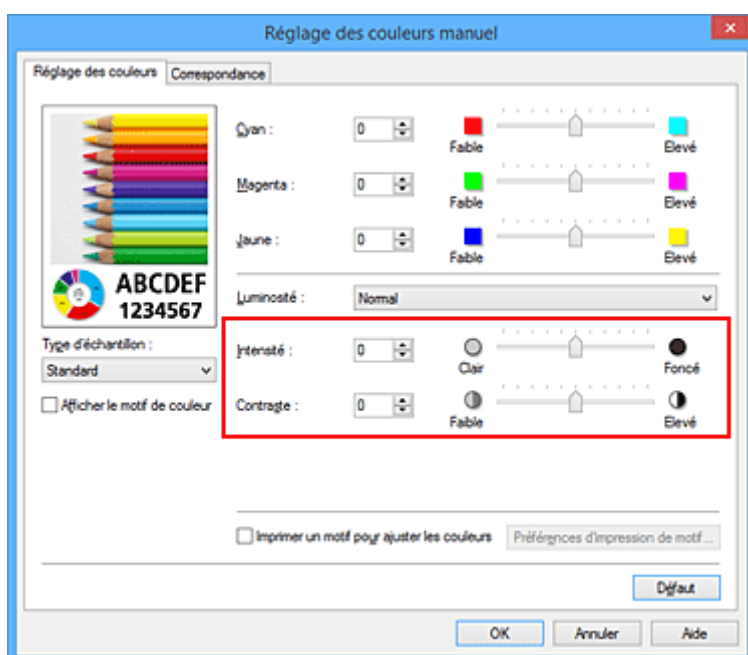 Réglage des couleurs manuel
Réglage des couleurs
Correspondance
ABCDEF
1234567
Type d'échantillon :
Standard
Afficher le motif de couleur
Cyan :
0
Faible
Elevé
Magenta :
0
Faible
Elevé
Jaune :
0
Faible
Elevé
Luminosité :
Normal
Intensité :
0
Clair
Foncé
Contraste :
0
Faible
Elevé
Imprimer un motif pour ajuster les couleurs
Préférences d'impression de motif...
Défaut
OK
Annuler
Aide